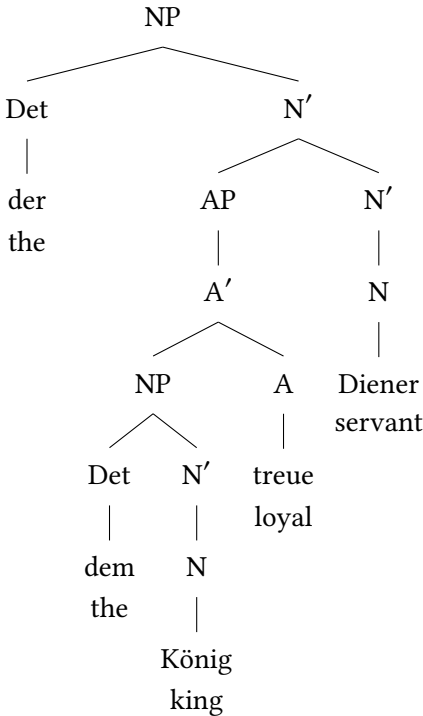 NP
Det N′
der AP N′
the
A′ N
NP A Diener
servant
Det N′ treue
loyal
dem N
the
König
king